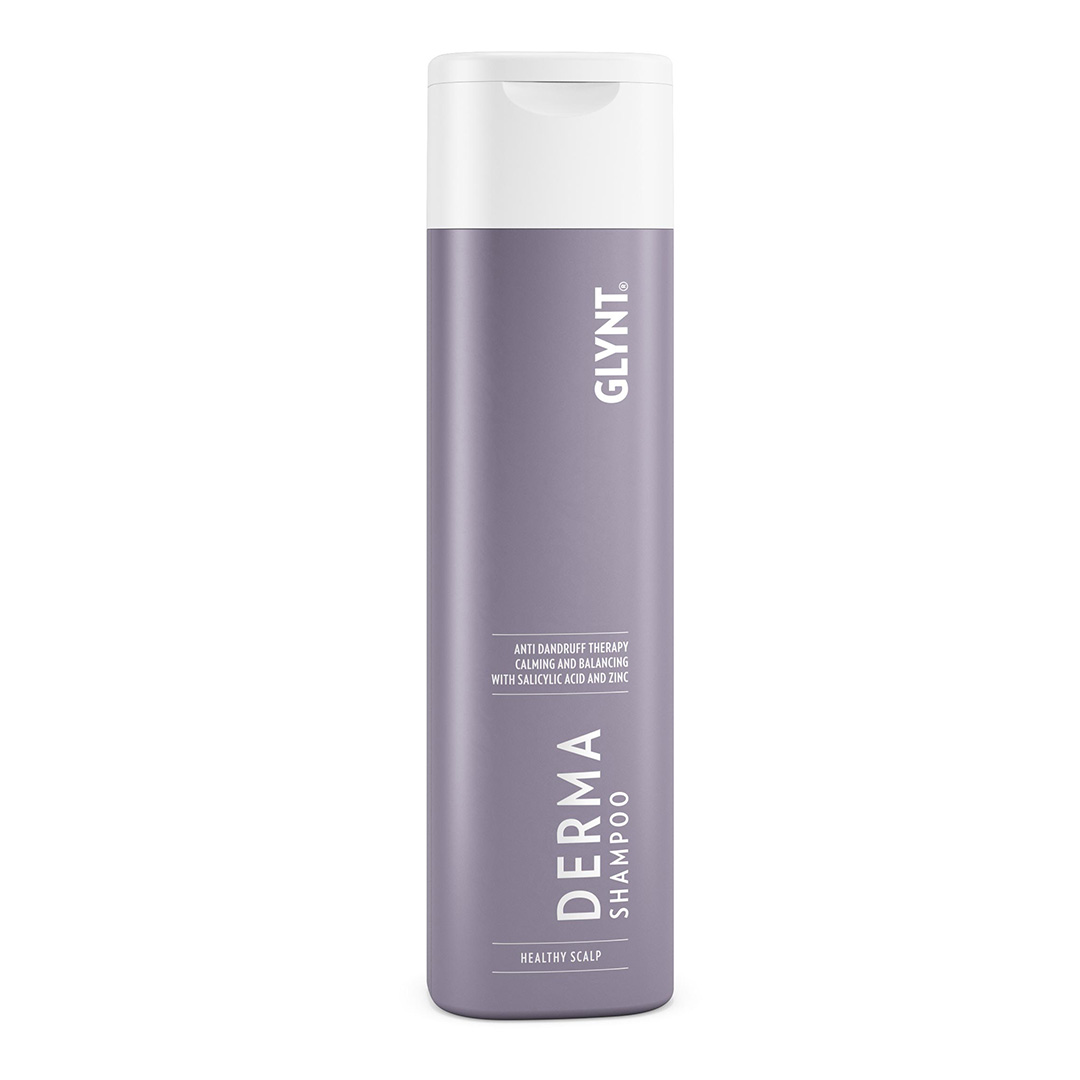 GLYNT®
ANTI DANDRUFF THERAPY
CALMING AND BALANCING
WITH SALICYLIC ACID AND ZINC
DERMA
SHAMPOO
HEALTHY SCALP